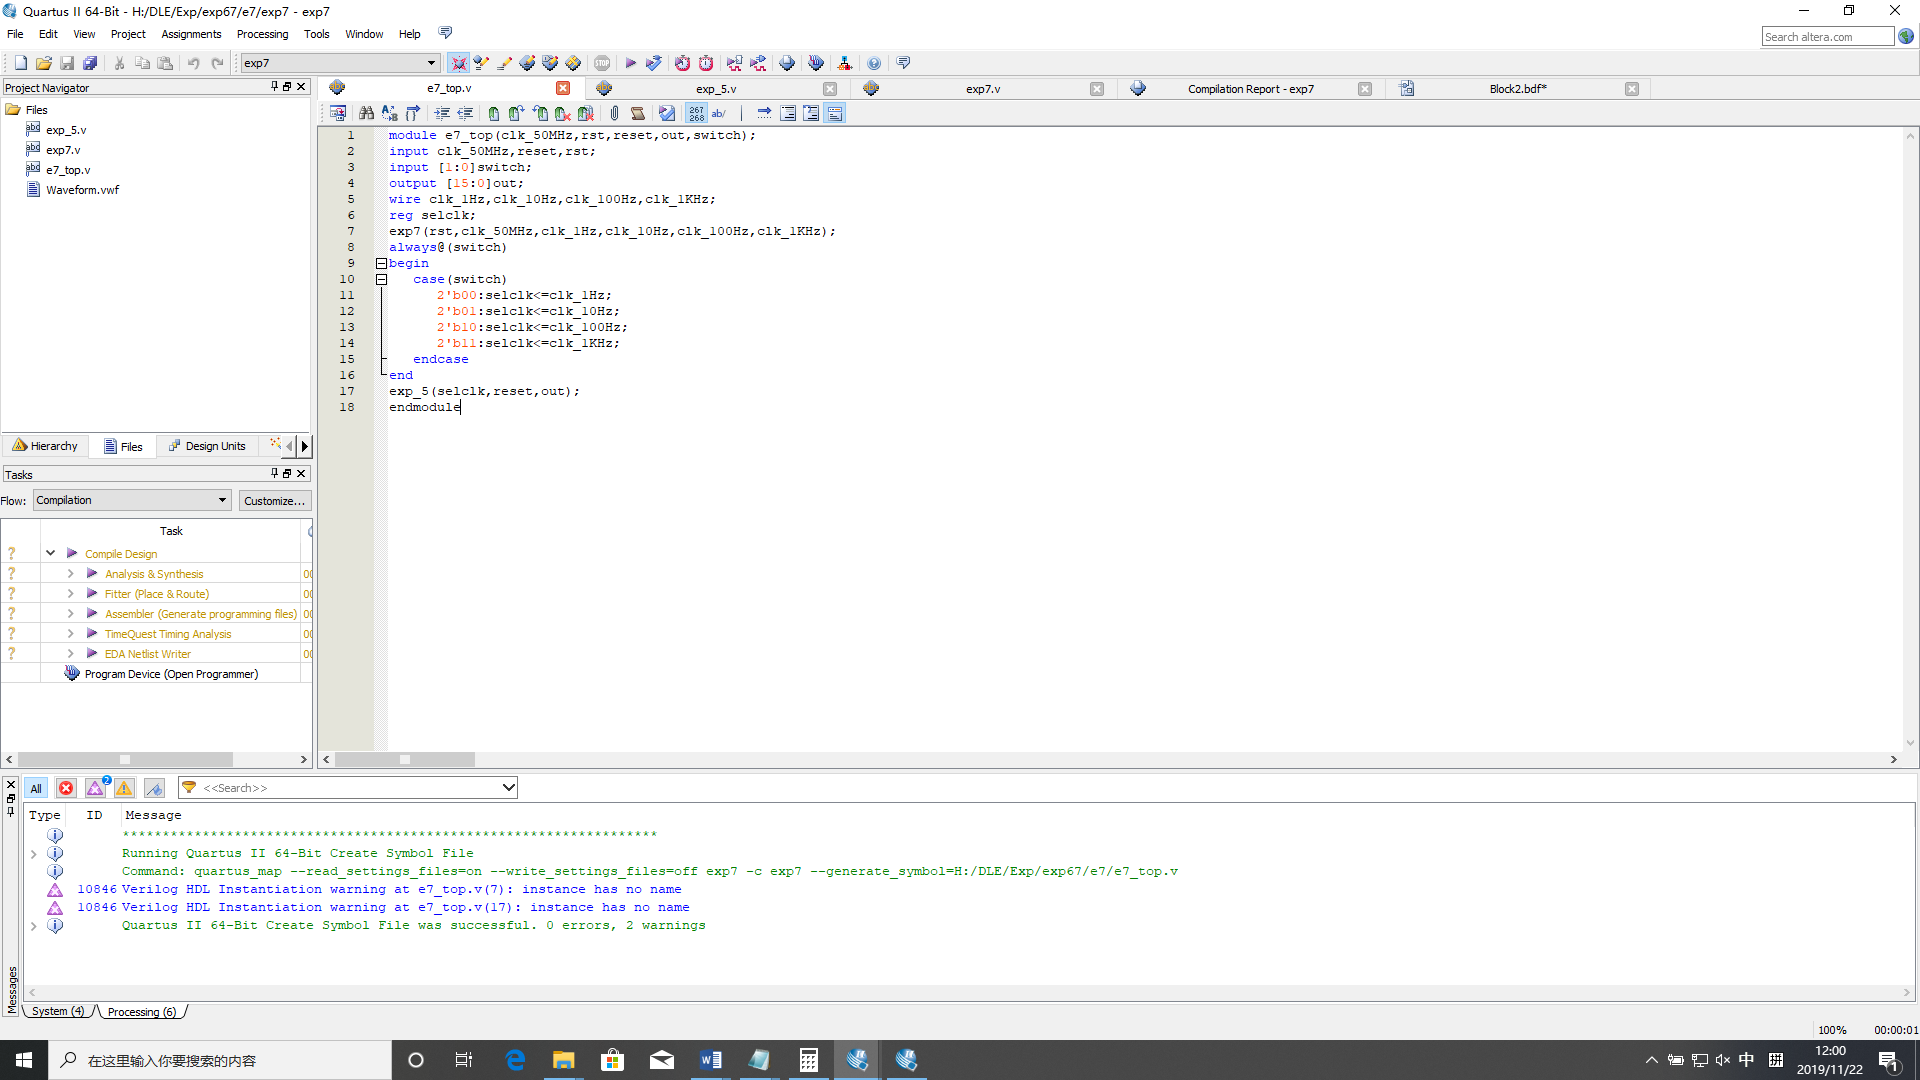 Quartus II 64-Bit - H:/DLE/Exp/exp67/e7/exp7 - exp7
File Edit View Project Assignments Processing Tools Window Help
Search altera.com
exp7
Project Navigator
e7_top.v exp_5.v exp7.v Compilation Report - exp7 Block2.bdf*
Files
exp_5.v
exp7.v
e7_top.v
Waveform.vwf
267 268 ab/
1 module e7_top(clk_50MHz,rst,reset,out,switch);
2 input clk_50MHz,reset,rst;
3 input [1:0]switch;
4 output [15:0]out;
5 wire clk_1Hz,clk_10Hz,clk_100Hz,clk_1KHz;
6 reg selclk;
7 exp7(rst,clk_50MHz,clk_1Hz,clk_10Hz,clk_100Hz,clk_1KHz);
8 always@(switch)
9 begin
10 case(switch)
11 2'b00:selclk<=clk_1Hz;
12 2'b01:selclk<=clk_10Hz;
13 2'b10:selclk<=clk_100Hz;
14 2'b11:selclk<=clk_1KHz;
15 endcase
16 end
17 exp_5(selclk,reset,out);
18 endmodule
Hierarchy Files Design Units
Tasks
Flow: Compilation Customize...
Task
Compile Design
Analysis & Synthesis 00
Fitter (Place & Route) 00
Assembler (Generate programming files) 00
TimeQuest Timing Analysis 00
EDA Netlist Writer 00
Program Device (Open Programmer)
All 2 <<Search>>
Type ID Message
*******************************************************************
Running Quartus II 64-Bit Create Symbol File
Command: quartus_map --read_settings_files=on --write_settings_files=off exp7 -c exp7 --generate_symbol=H:/DLE/Exp/exp67/e7/e7_top.v
10846 Verilog HDL Instantiation warning at e7_top.v(7): instance has no name
10846 Verilog HDL Instantiation warning at e7_top.v(17): instance has no name
Quartus II 64-Bit Create Symbol File was successful. 0 errors, 2 warnings
Messages
System (4) Processing (6)
100% 00:00:01
在这里输入你要搜索的内容
中
12:00
2019/11/22
1